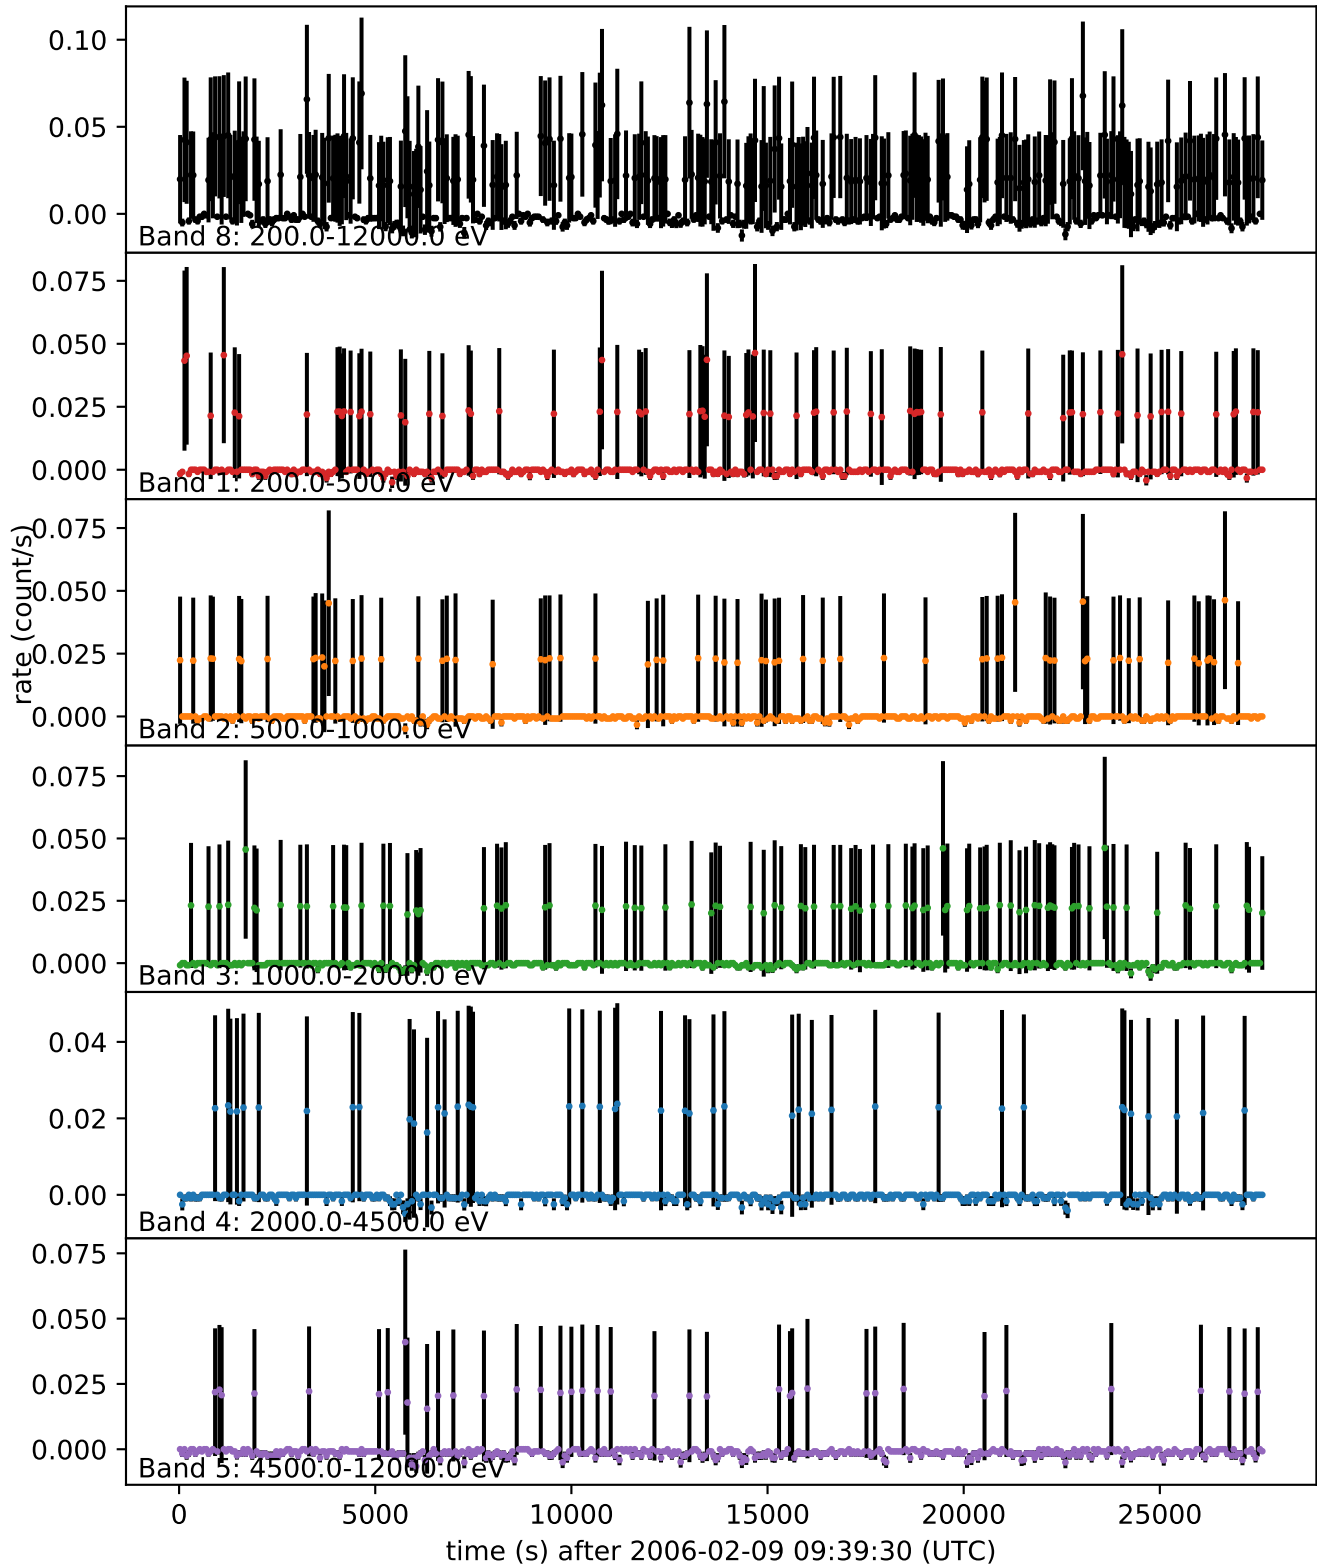 0.10
0.05
0.00
Band 8: 200.0-12000.0 eV
0.075
0.050
0.025
0.000
Band 1: 200.0-500.0 eV
rate (count/s)
0.075
0.050
0.025
0.000
Band 2: 500.0-1000.0 eV
0.075
0.050
0.025
0.000
Band 3: 1000.0-2000.0 eV
0.04
0.02
0.00
Band 4: 2000.0-4500.0 eV
0.075
0.050
0.025
0.000
Band 5: 4500.0-12000.0 eV
0 5000 10000 15000 20000 25000
time (s) after 2006-02-09 09:39:30 (UTC)